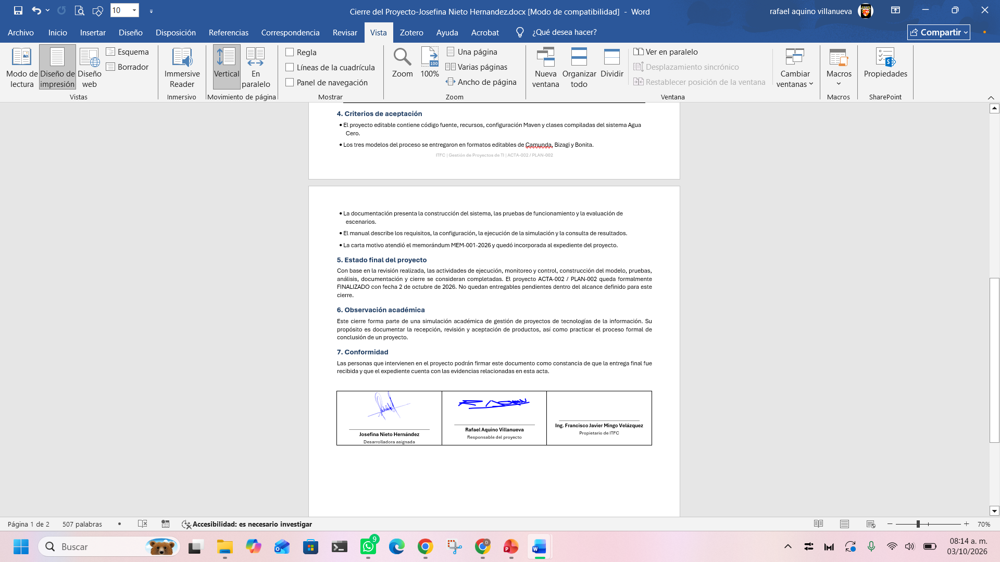 10
Cierre del Proyecto-Josefina Nieto Hernandez.docx [Modo de compatibilidad] - Word
rafael aquino villanueva
Archivo Inicio Insertar Diseño Disposición Referencias Correspondencia Revisar Vista Zotero Ayuda Acrobat ¿Qué desea hacer? Compartir
Modo de lectura
Diseño de impresión
Diseño web
Esquema
Borrador
Vistas
Immersive Reader
Inmersivo
Vertical
En paralelo
Movimiento de página
Regla
Líneas de la cuadrícula
Panel de navegación
Mostrar
Zoom
100
100%
Una página
Varias páginas
Ancho de página
Zoom
Nueva ventana
Organizar todo
Dividir
Ver en paralelo
Desplazamiento sincrónico
Restablecer posición de la ventana
Cambiar ventanas
Ventana
Macros
Macros
Propiedades
SharePoint
4. Criterios de aceptación
• El proyecto editable contiene código fuente, recursos, configuración Maven y clases compiladas del sistema Agua
Cero.
• Los tres modelos del proceso se entregaron en formatos editables de Camunda, Bizagi y Bonita.
ITFC | Gestión de Proyectos de TI | ACTA-002 / PLAN-002
• La documentación presenta la construcción del sistema, las pruebas de funcionamiento y la evaluación de
escenarios.
• El manual describe los requisitos, la configuración, la ejecución de la simulación y la consulta de resultados.
• La carta motivo atendió el memorándum MEM-001-2026 y quedó incorporada al expediente del proyecto.
5. Estado final del proyecto
Con base en la revisión realizada, las actividades de ejecución, monitoreo y control, construcción del modelo, pruebas,
análisis, documentación y cierre se consideran completadas. El proyecto ACTA-002 / PLAN-002 queda formalmente
FINALIZADO con fecha 2 de octubre de 2026. No quedan entregables pendientes dentro del alcance definido para este
cierre.
6. Observación académica
Este cierre forma parte de una simulación académica de gestión de proyectos de tecnologías de la información. Su
propósito es documentar la recepción, revisión y aceptación de productos, así como practicar el proceso formal de
conclusión de un proyecto.
7. Conformidad
Las personas que intervienen en el proyecto podrán firmar este documento como constancia de que la entrega final fue
recibida y que el expediente cuenta con las evidencias relacionadas en esta acta.
Josefina Nieto Hernández
Desarrolladora asignada
Rafael Aquino Villanueva
Responsable del proyecto
Ing. Francisco Javier Mingo Velázquez
Propietario de ITFC
Página 1 de 2 507 palabras Accesibilidad: es necesario investigar 70%
Buscar
9
08:14 a. m.
03/10/2026